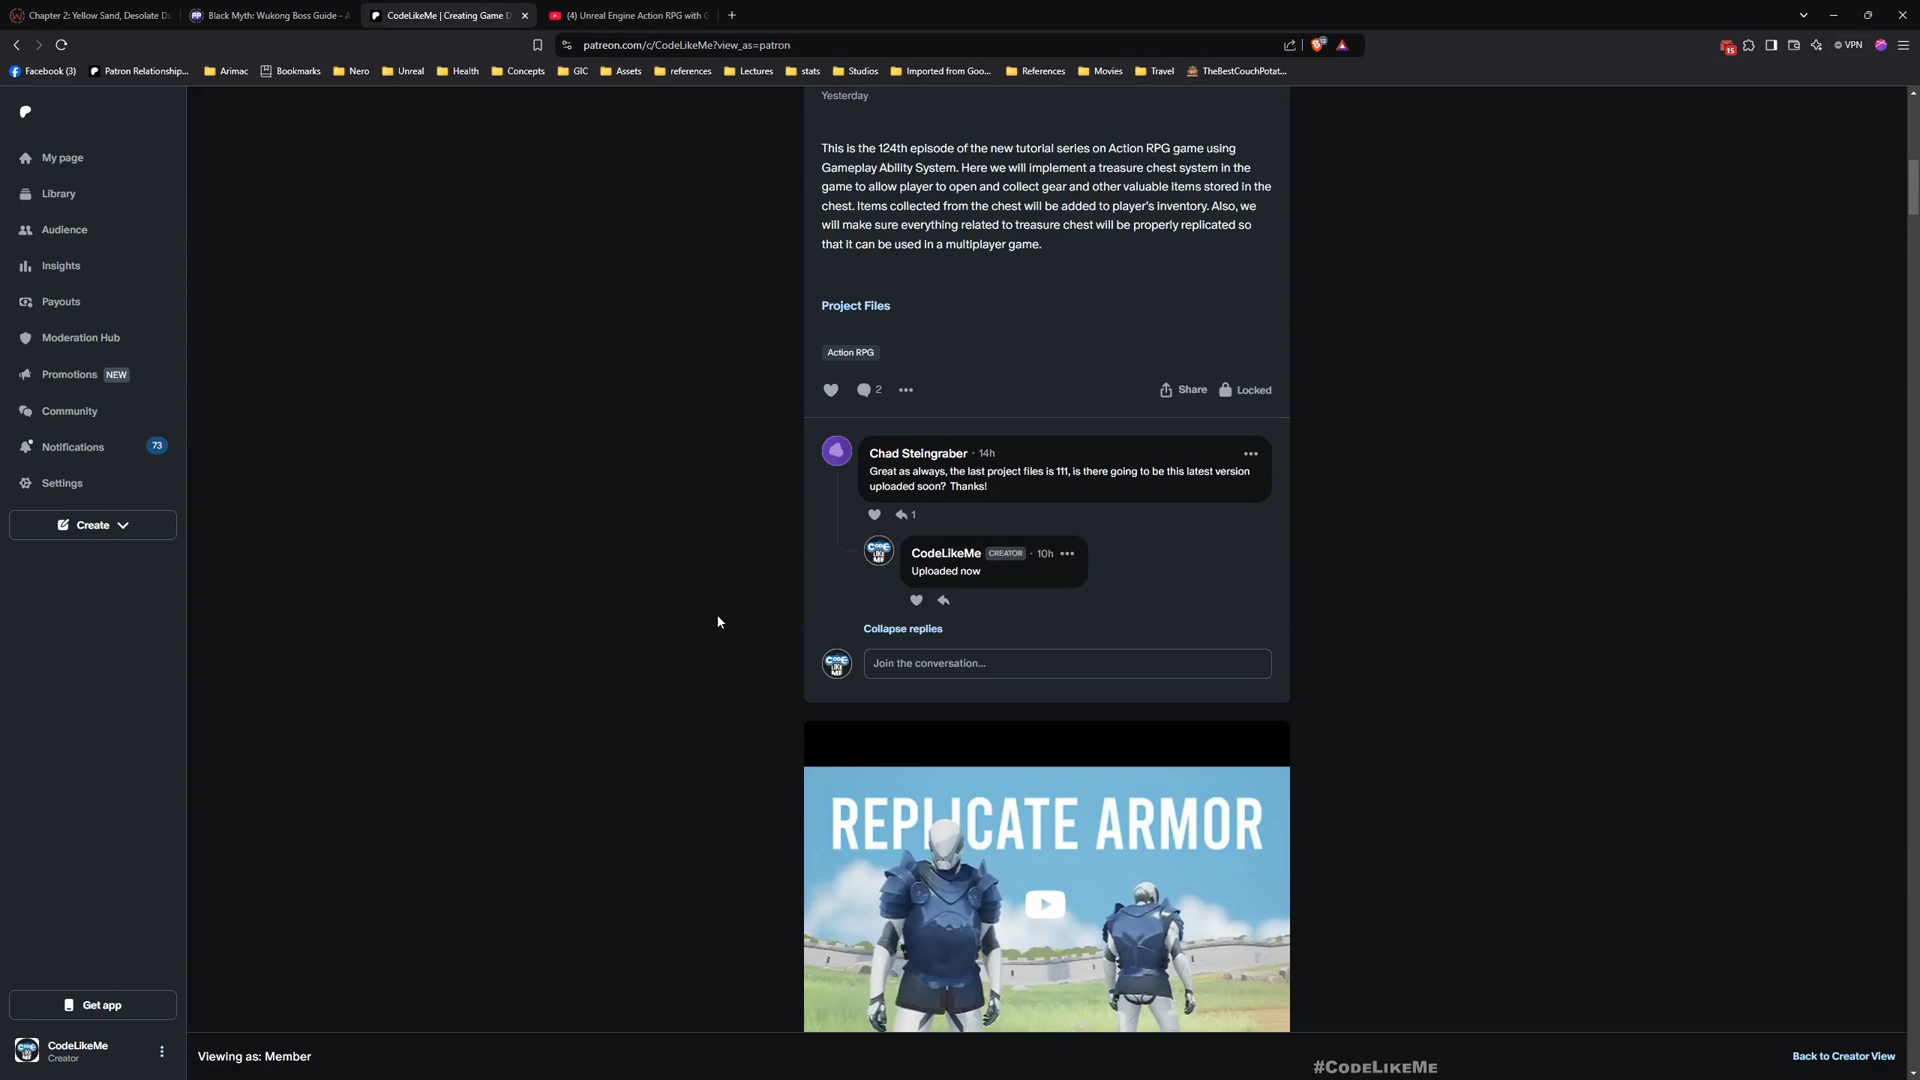 Chapter 2: Yellow Sand, Desolate Du
Black Myth: Wukong Boss Guide - A
CodeLikeMe | Creating Game D
(4) Unreal Engine Action RPG with G
patreon.com/c/CodeLikeMe?view_as=patron
12
15
VPN
Facebook (3)
Patron Relationship...
Arimac
Bookmarks
Nero
Unreal
Health
Concepts
GIC
Assets
references
Lectures
stats
Studios
Imported from Goo...
References
Movies
Travel
TheBestCouchPotat...
My page
Library
Audience
Insights
Payouts
Moderation Hub
Promotions NEW
Community
Notifications 73
Settings
Create
Get app
CodeLikeMe
Creator
Yesterday
This is the 124th episode of the new tutorial series on Action RPG game using
Gameplay Ability System. Here we will implement a treasure chest system in the
game to allow player to open and collect gear and other valuable items stored in the
chest. Items collected from the chest will be added to player's inventory. Also, we
will make sure everything related to treasure chest will be properly replicated so
that it can be used in a multiplayer game.
Project Files
Action RPG
2
Share
Locked
Chad Steingraber · 14h
Great as always, the last project files is 111, is there going to be this latest version
uploaded soon? Thanks!
1
CODE
LIKE
ME
CodeLikeMe CREATOR · 10h
Uploaded now
Collapse replies
CODE
LIKE
ME
Join the conversation...
REPLICATE ARMOR
Viewing as: Member
#CodeLikeMe
Back to Creator View